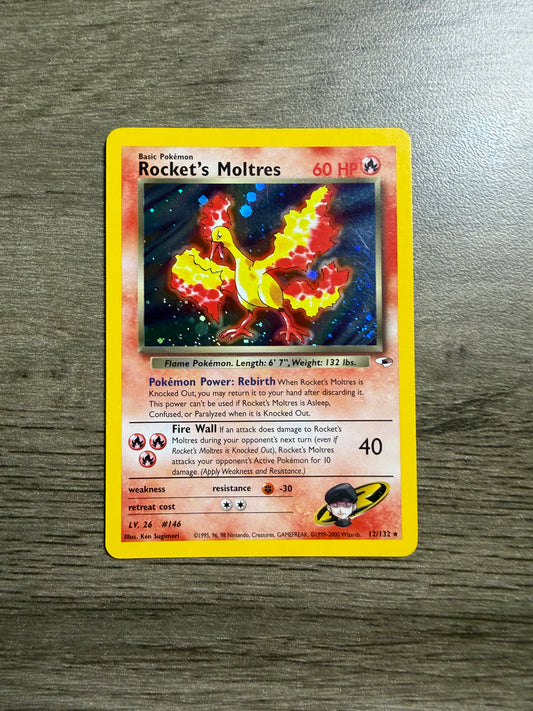 Basic Pokémon
Rocket's Moltres 60 HP
Flame Pokémon. Length: 6' 7", Weight: 132 lbs.
Pokémon Power: Rebirth When Rocket's Moltres is
Knocked Out, you may return it to your hand after discarding it.
This power can't be used if Rocket's Moltres is Asleep,
Confused, or Paralyzed when it is Knocked Out.
Fire Wall If an attack does damage to Rocket's
Moltres during your opponent's next turn (even if
Rocket's Moltres is Knocked Out), Rocket's Moltres
attacks your opponent's Active Pokémon for 10
damage. (Apply Weakness and Resistance.)
40
weakness resistance -30
retreat cost
LV. 26 #146
Illus. Ken Sugimori ©1995, 96, 98 Nintendo, Creatures, GAMEFREAK. ©1999-2000 Wizards. 12/132 ★